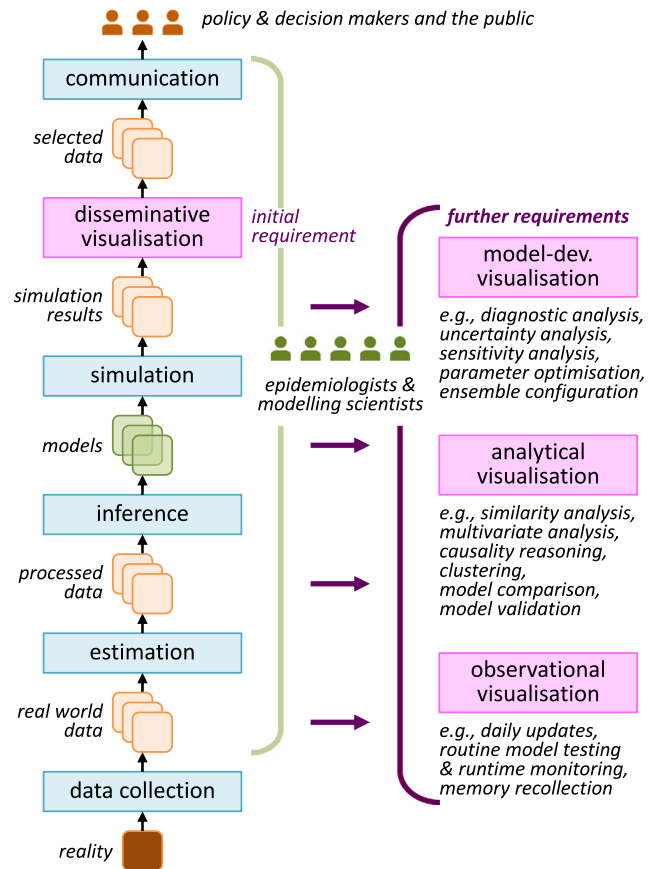 policy & decision makers and the public
communication
selected
data
disseminative
visualisation
initial
requirement
simulation
results
simulation
models
inference
processed
data
estimation
real world
data
data collection
reality
epidemiologists &
modelling scientists
further requirements
model-dev.
visualisation
e.g., diagnostic analysis,
uncertainty analysis,
sensitivity analysis,
parameter optimisation,
ensemble configuration
analytical
visualisation
e.g., similarity analysis,
multivariate analysis,
causality reasoning,
clustering,
model comparison,
model validation
observational
visualisation
e.g., daily updates,
routine model testing
& runtime monitoring,
memory recollection